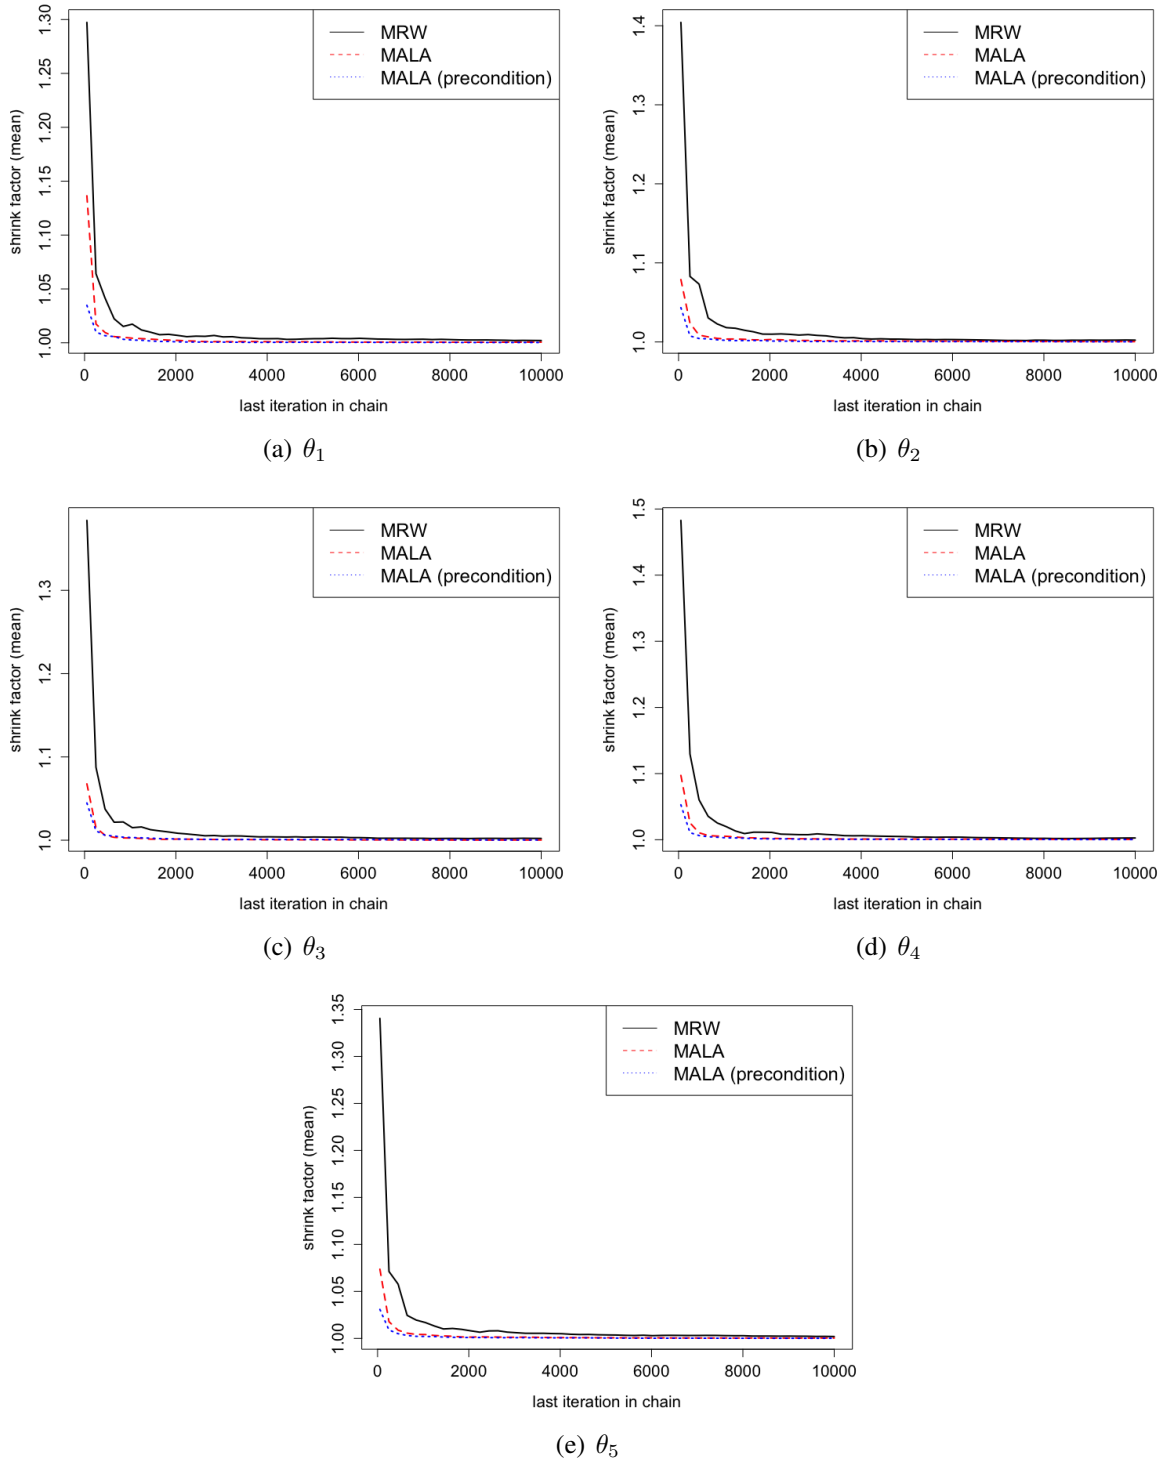 MRW
MALA
MALA (precondition)
shrink factor (mean)
1.30
1.25
1.20
1.15
1.10
1.05
1.00
0 2000 4000 6000 8000 10000
last iteration in chain
(a) θ₁
MRW
MALA
MALA (precondition)
shrink factor (mean)
1.4
1.3
1.2
1.1
1.0
0 2000 4000 6000 8000 10000
last iteration in chain
(b) θ₂
MRW
MALA
MALA (precondition)
shrink factor (mean)
1.3
1.2
1.1
1.0
0 2000 4000 6000 8000 10000
last iteration in chain
(c) θ₃
MRW
MALA
MALA (precondition)
shrink factor (mean)
1.5
1.4
1.3
1.2
1.1
1.0
0 2000 4000 6000 8000 10000
last iteration in chain
(d) θ₄
MRW
MALA
MALA (precondition)
shrink factor (mean)
1.35
1.30
1.25
1.20
1.15
1.10
1.05
1.00
0 2000 4000 6000 8000 10000
last iteration in chain
(e) θ₅